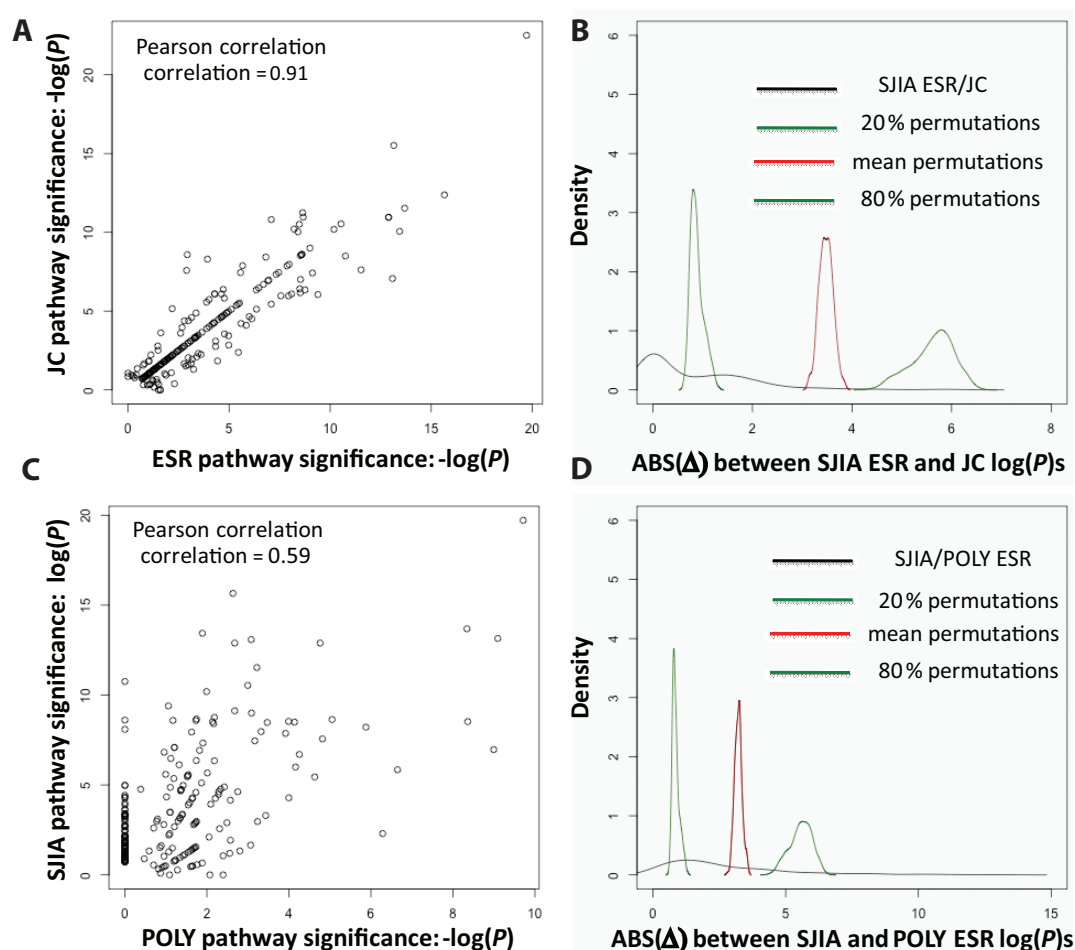 A
JC pathway significance: -log(P)
Pearson correlation
correlation = 0.91
0 5 10 15 20
0 5 10 15 20
ESR pathway significance: -log(P)
B
Density
0 1 2 3 4 5 6
SJIA ESR/JC
20% permutations
mean permutations
80% permutations
0 2 4 6 8
ABS(Δ) between SJIA ESR and JC log(P)s
C
SJIA pathway significance: log(P)
Pearson correlation
correlation = 0.59
0 5 10 15 20
0 2 4 6 8 10
POLY pathway significance: -log(P)
D
Density
0 1 2 3 4 5 6
SJIA/POLY ESR
20% permutations
mean permutations
80% permutations
0 5 10 15
ABS(Δ) between SJIA and POLY ESR log(P)s